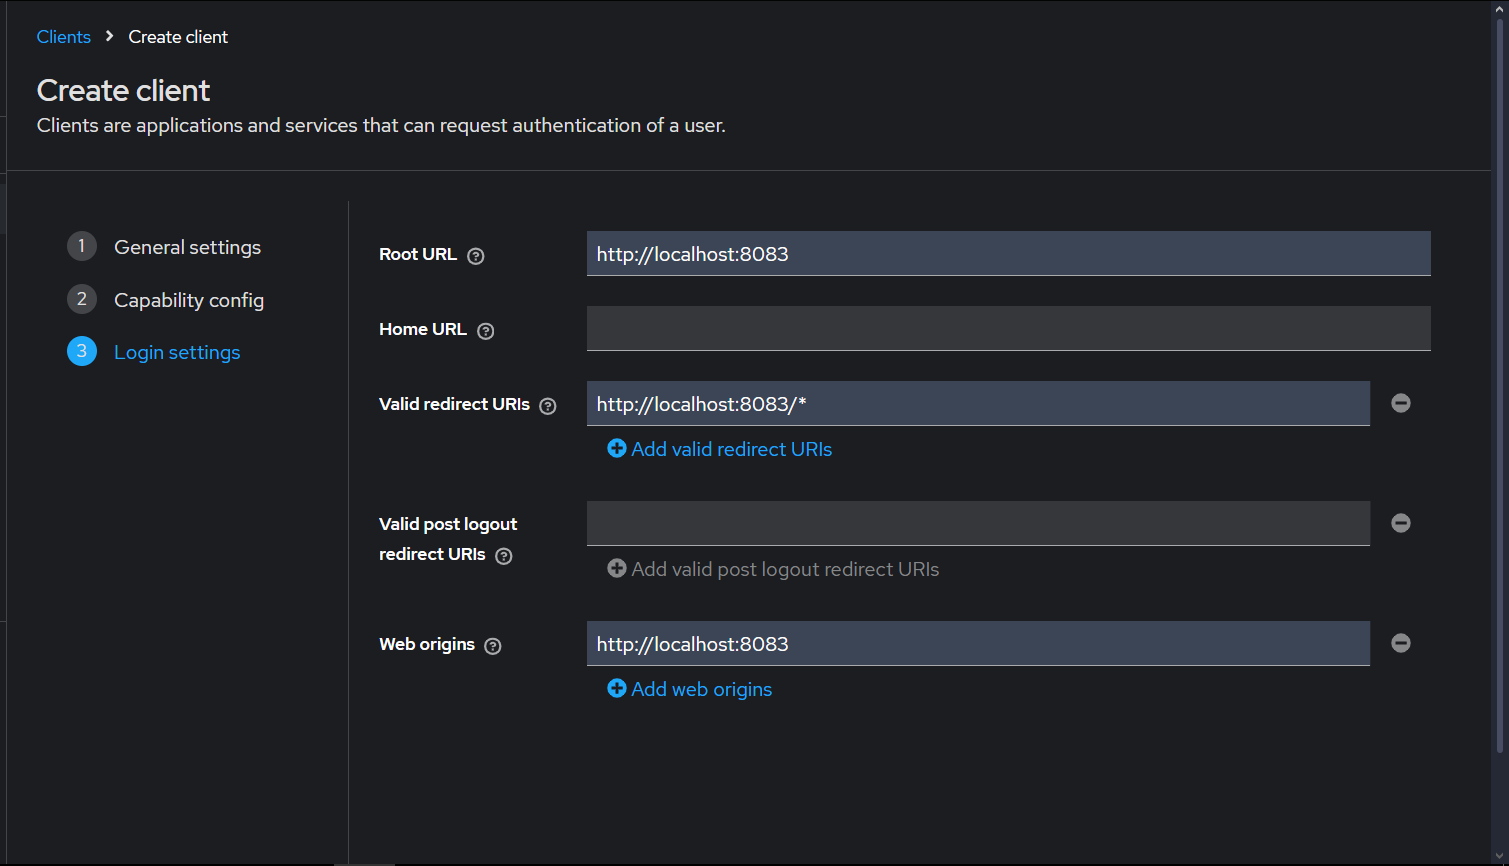 Clients > Create client
Create client
Clients are applications and services that can request authentication of a user.
1 General settings
2 Capability config
3 Login settings
Root URL ? http://localhost:8083
Home URL ?
Valid redirect URIs ? http://localhost:8083/*
Add valid redirect URIs
Valid post logout
redirect URIs ?
Add valid post logout redirect URIs
Web origins ? http://localhost:8083
Add web origins